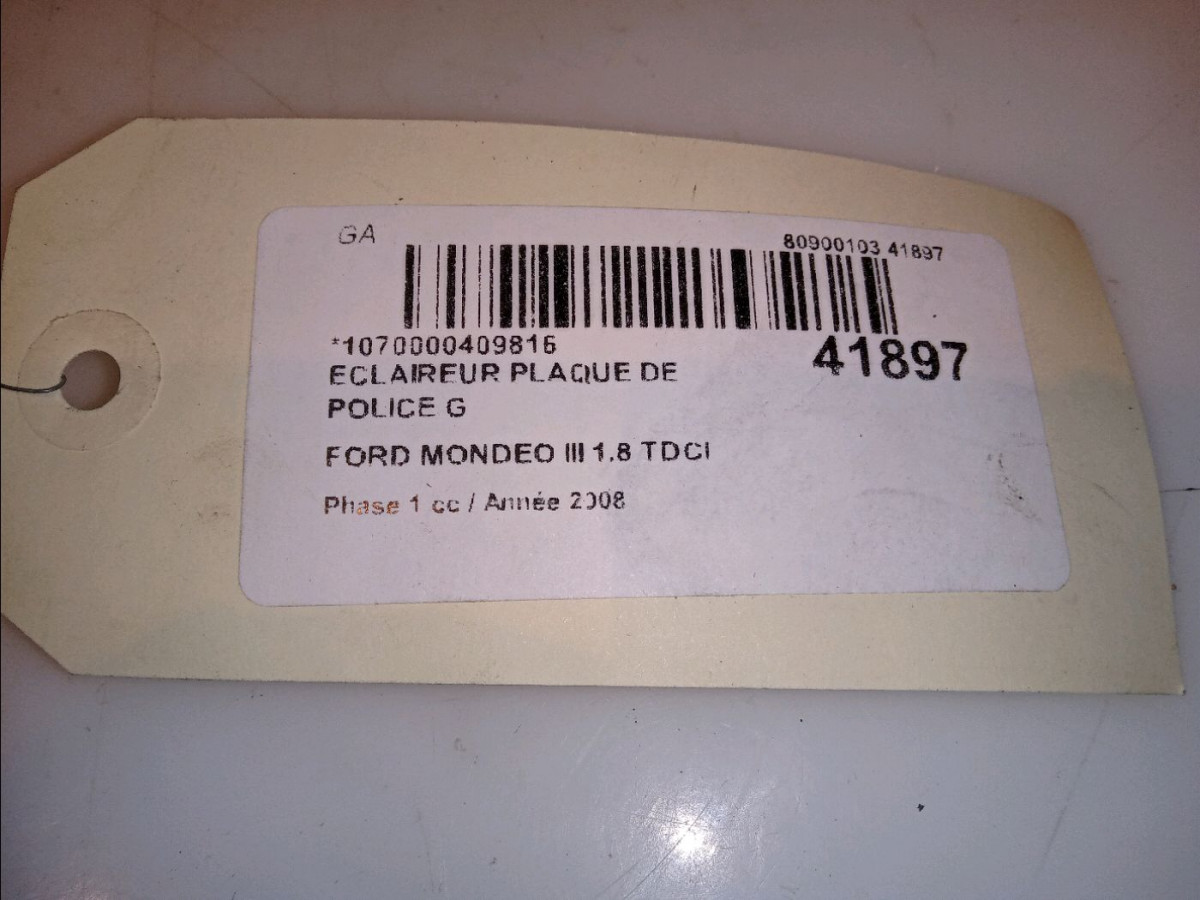 GA
80900103 41897
*1070000409816
41897
ECLAIREUR PLAQUE DE
POLICE G
FORD MONDEO III 1.8 TDCI
Phase 1 cc / Année 2008